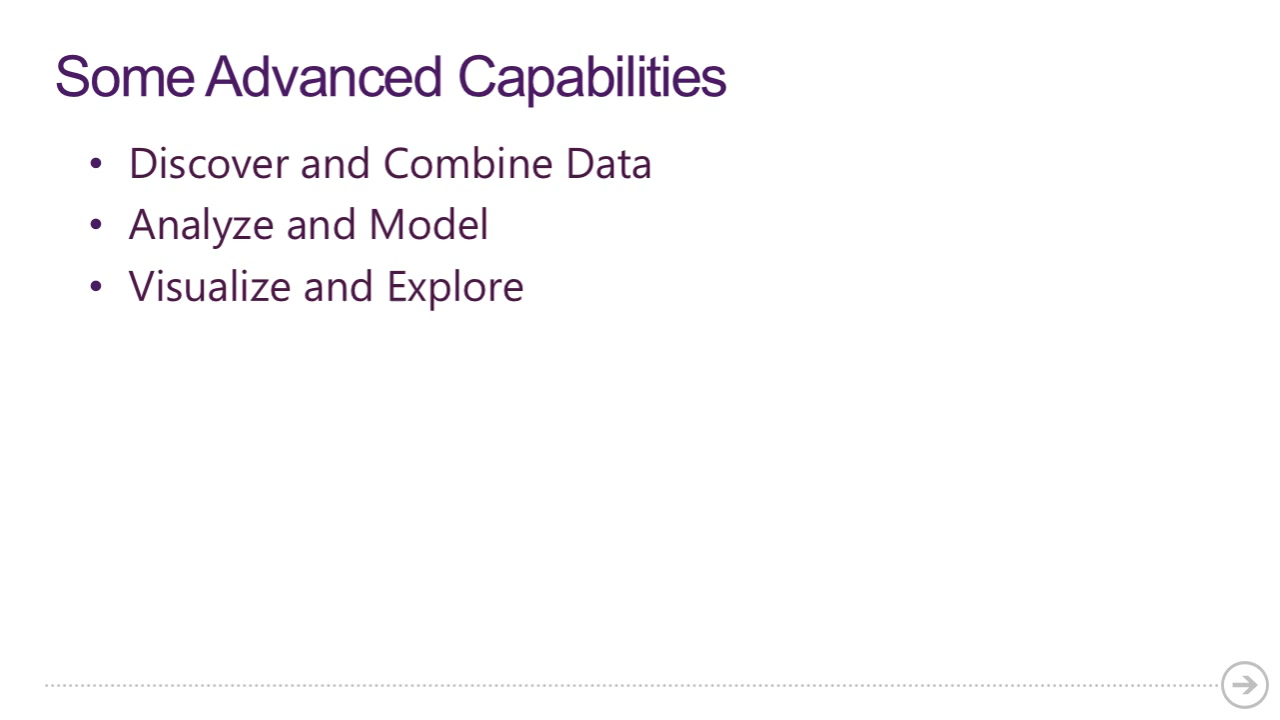 Some Advanced Capabilities
• Discover and Combine Data
• Analyze and Model
• Visualize and Explore